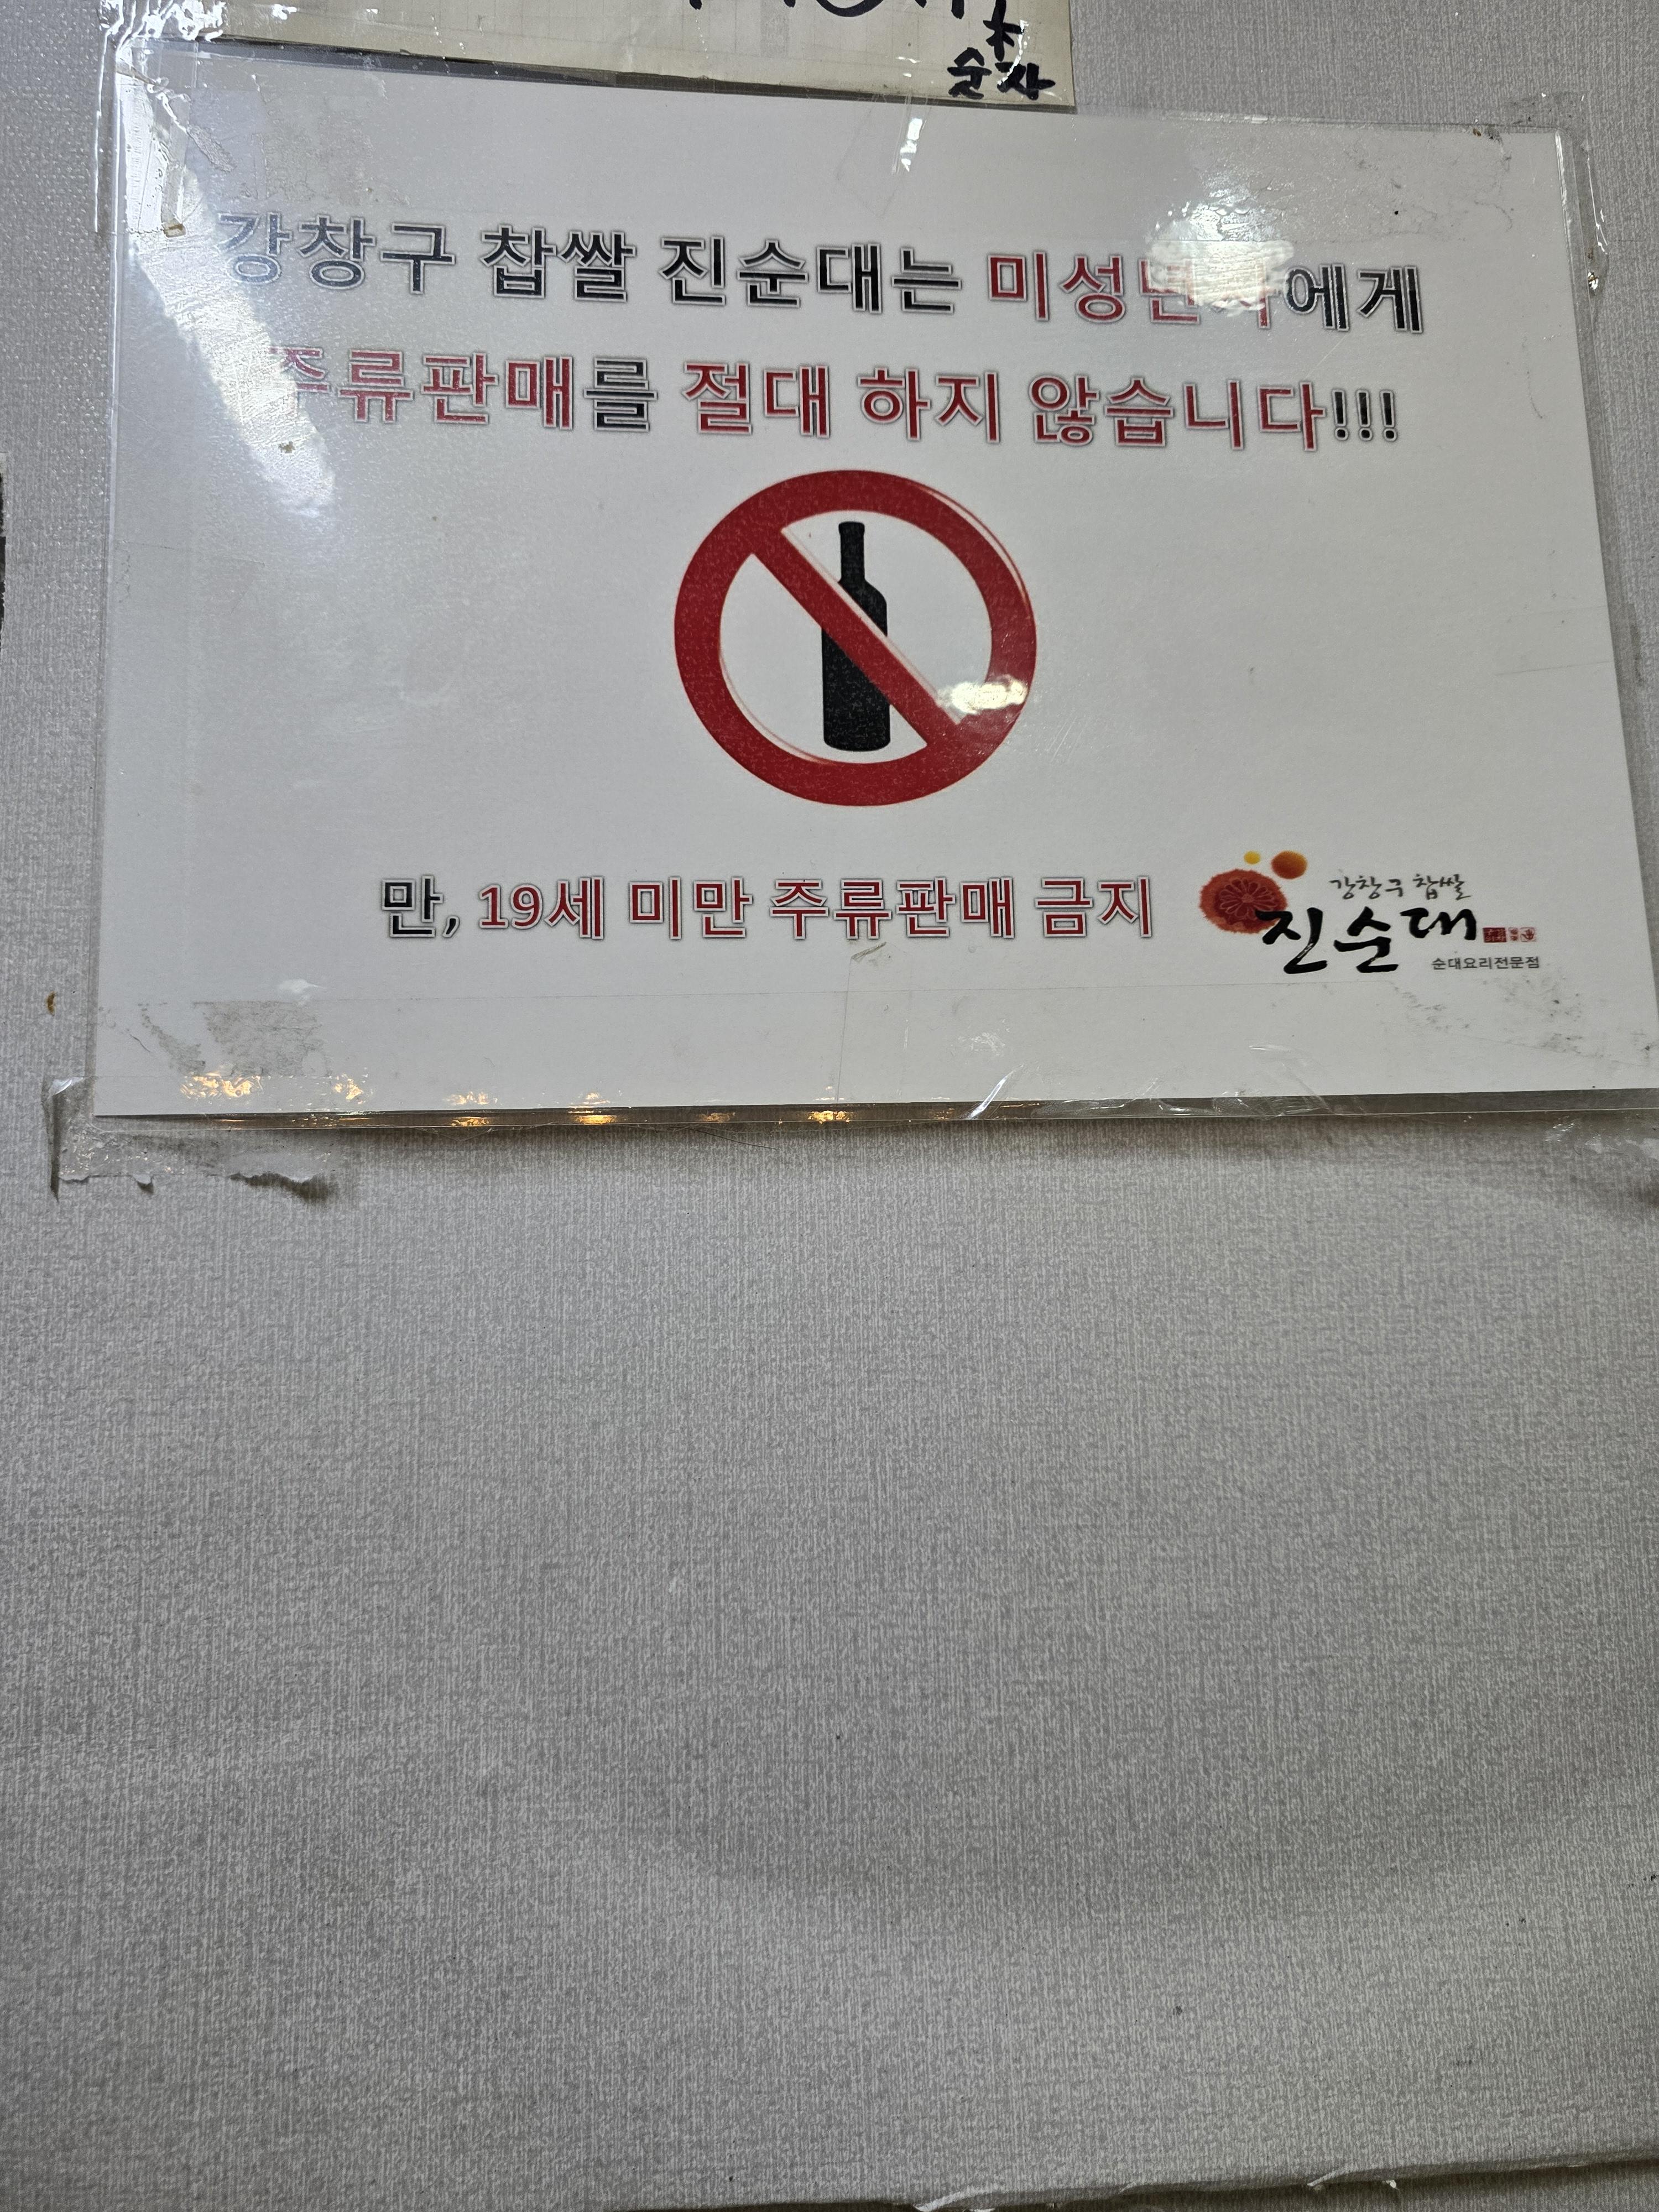 순자
강창구 찹쌀 진순대는 미성년자에게
주류판매를 절대 하지 않습니다!!!
만, 19세 미만 주류판매 금지
강창구 찹쌀
진순대
순대요리전문점